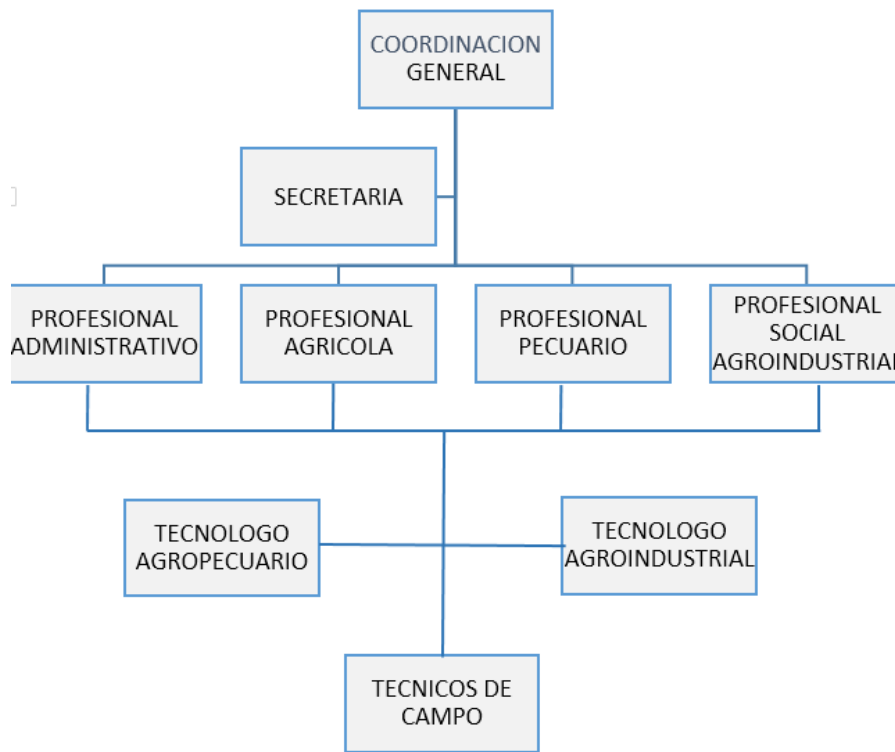 COORDINACION
GENERAL
SECRETARIA
PROFESIONAL
ADMINISTRATIVO
PROFESIONAL
AGRICOLA
PROFESIONAL
PECUARIO
PROFESIONAL
SOCIAL
AGROINDUSTRIAL
TECNOLOGO
AGROPECUARIO
TECNOLOGO
AGROINDUSTRIAL
TECNICOS DE
CAMPO